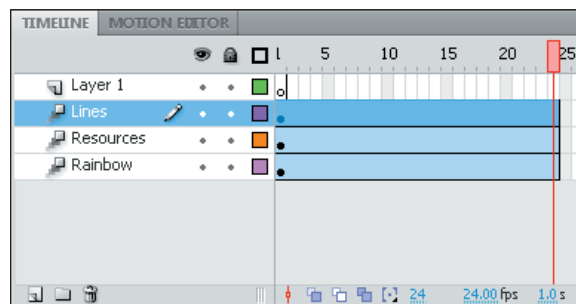 TIMELINE MOTION EDITOR
1 5 10 15 20 25
Layer 1
Lines
Resources
Rainbow
24 24.00 fps 1.0 s